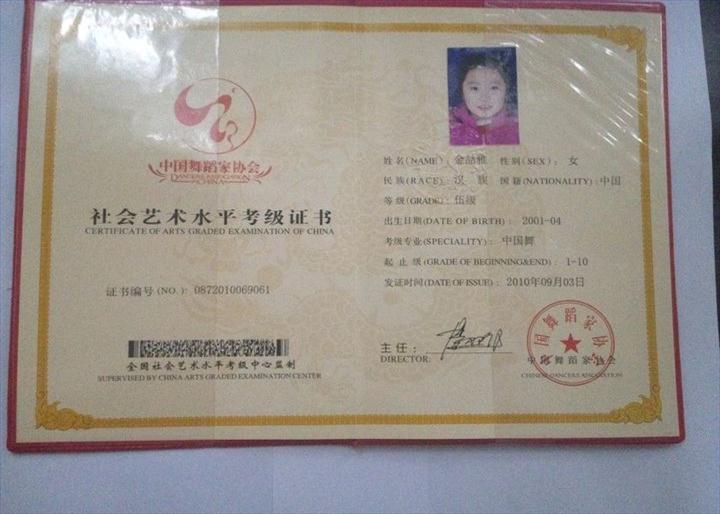 中国舞蹈家协会
DANCERS ASSOCIATION
CHINA
社会艺术水平考级证书
CERTIFICATE OF ARTS GRADED EXAMINATION OF CHINA
证书编号 (NO.): 0872010069061
全国社会艺术水平考级中心监制
SUPERVISED BY CHINA ARTS GRADED EXAMINATION CENTER
姓名(NAME): 金喆雅 性别(SEX): 女
民族(RACE): 汉族 国籍(NATIONALITY): 中国
等级(GRADE): 伍级
出生日期(DATE OF BIRTH): 2001-04
考级专业(SPECIALITY): 中国舞
起止级(GRADE OF BEGINNING&END): 1-10
发证时间(DATE OF ISSUE): 2010年09月03日
主任:
DIRECTOR:
中国舞蹈家协会
中国舞蹈家协会
CHINESE DANCERS ASSOCIATION